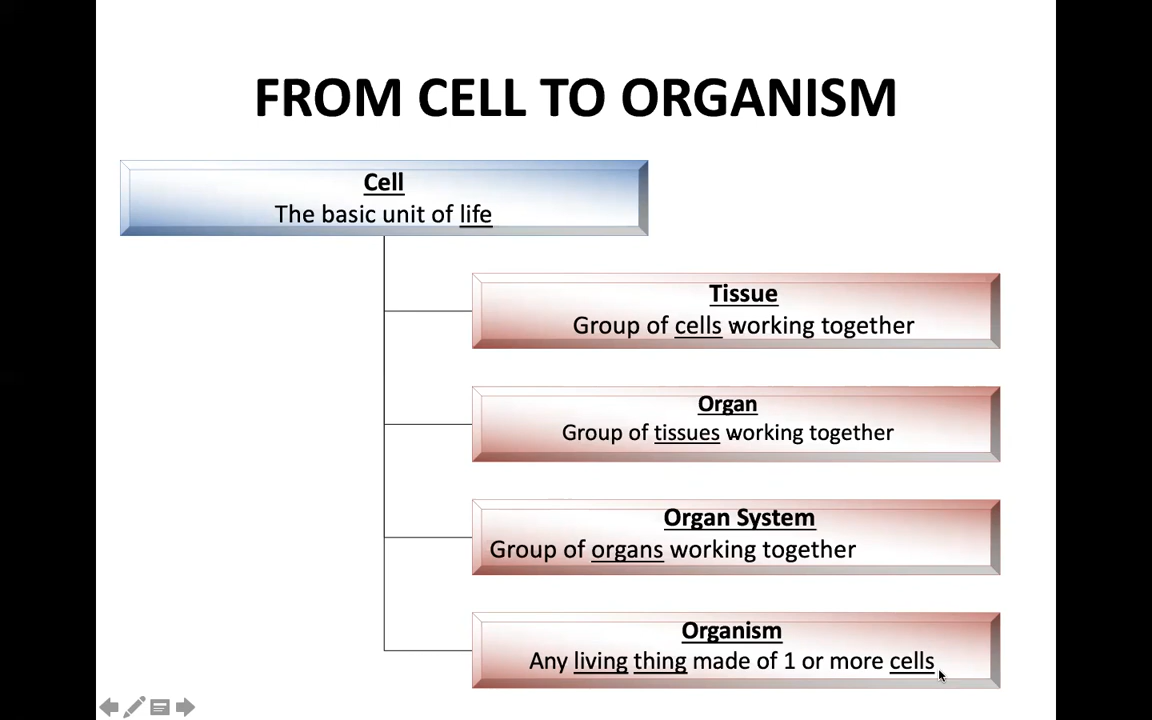 FROM CELL TO ORGANISM
Cell
The basic unit of life
Tissue
Group of cells working together
Organ
Group of tissues working together
Organ System
Group of organs working together
Organism
Any living thing made of 1 or more cells